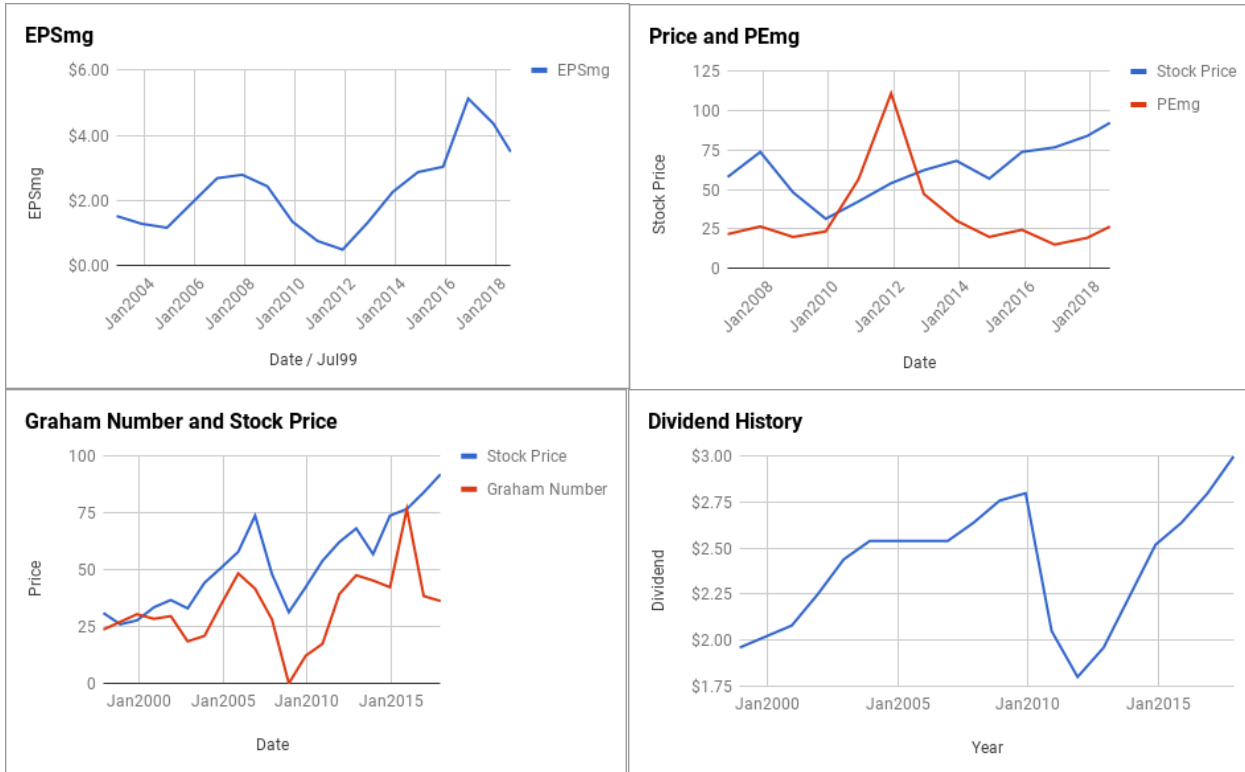 EPSmg
EPSmg
$6.00
$4.00
$2.00
$0.00
EPSmg
Jan2004
Jan2006
Jan2008
Jan2010
Jan2012
Jan2014
Jan2016
Jan2018
Date / Jul99
Price and PEmg
Stock Price
PEmg
125
100
75
50
25
0
Stock Price
Jan2008
Jan2010
Jan2012
Jan2014
Jan2016
Jan2018
Date
Graham Number and Stock Price
Stock Price
Graham Number
100
75
50
25
0
Price
Jan2000
Jan2005
Jan2010
Jan2015
Date
Dividend History
$3.00
$2.75
$2.50
$2.25
$2.00
$1.75
Dividend
Jan2000
Jan2005
Jan2010
Jan2015
Year